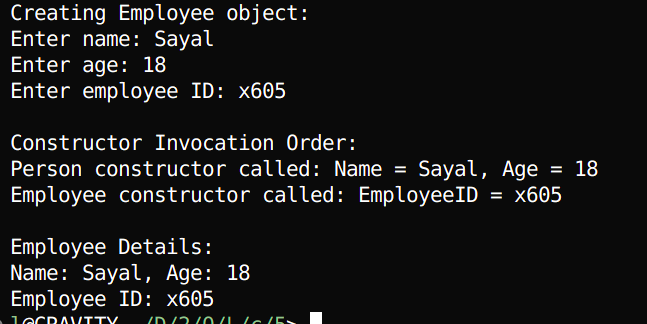 Creating Employee object:
Enter name: Sayal
Enter age: 18
Enter employee ID: x605
Constructor Invocation Order:
Person constructor called: Name = Sayal, Age = 18
Employee constructor called: EmployeeID = x605
Employee Details:
Name: Sayal, Age: 18
Employee ID: x605